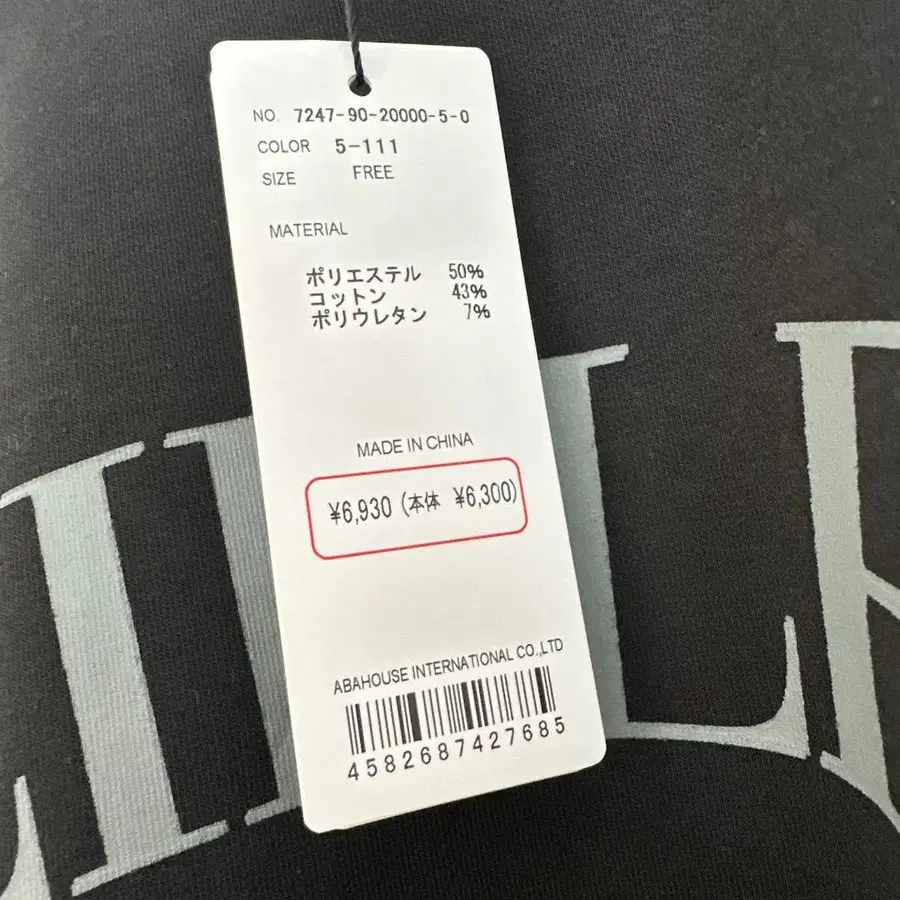 NO. 7247-90-20000-5-0
COLOR 5-111
SIZE FREE
MATERIAL
ポリエステル 50%
コットン 43%
ポリウレタン 7%
MADE IN CHINA
¥6,930 (本体 ¥6,300)
ABAHOUSE INTERNATIONAL CO.,LTD
4582687427685